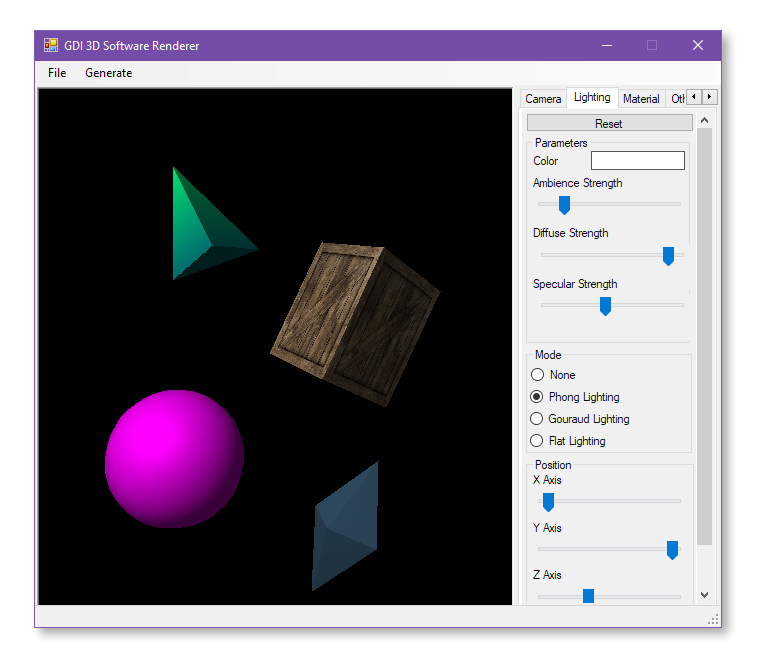 GDI 3D Software Renderer
File Generate
Camera Lighting Material Oth
Reset
Parameters
Color
Ambience Strength
Diffuse Strength
Specular Strength
Mode
None
Phong Lighting
Gouraud Lighting
Flat Lighting
Position
X Axis
Y Axis
Z Axis